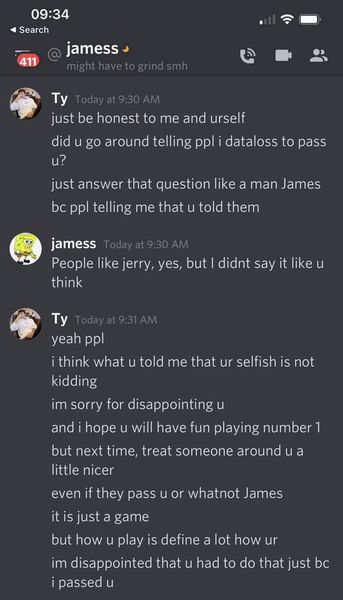 09:34
◀ Search
411
@ jamess
might have to grind smh
Ty Today at 9:30 AM
just be honest to me and urself
did u go around telling ppl i dataloss to pass
u?
just answer that question like a man James
bc ppl telling me that u told them
jamess Today at 9:30 AM
People like jerry, yes, but I didnt say it like u
think
Ty Today at 9:31 AM
yeah ppl
i think what u told me that ur selfish is not
kidding
im sorry for disappointing u
and i hope u will have fun playing number 1
but next time, treat someone around u a
little nicer
even if they pass u or whatnot James
it is just a game
but how u play is define a lot how ur
im disappointed that u had to do that just bc
i passed u